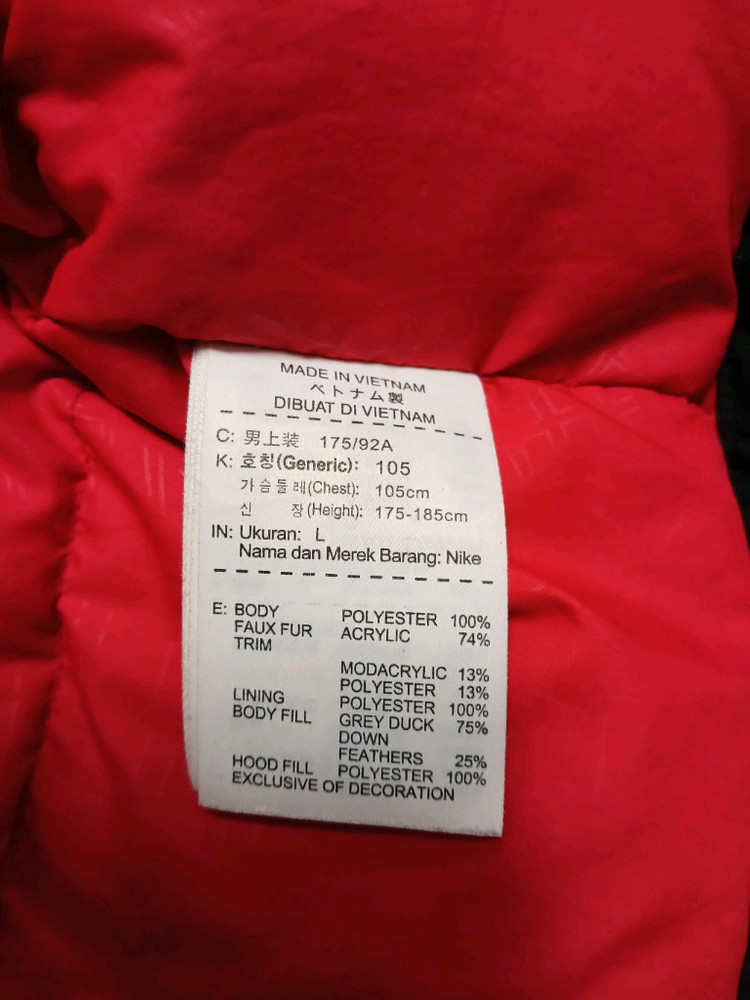 MADE IN VIETNAM
ベトナム製
DIBUAT DI VIETNAM
C: 男上装 175/92A
K: 호칭(Generic): 105
가슴둘레(Chest): 105cm
신 장(Height): 175-185cm
IN: Ukuran: L
Nama dan Merek Barang: Nike
E: BODY POLYESTER 100%
FAUX FUR ACRYLIC 74%
TRIM
MODACRYLIC 13%
POLYESTER 13%
LINING POLYESTER 100%
BODY FILL GREY DUCK 75%
DOWN
FEATHERS 25%
HOOD FILL POLYESTER 100%
EXCLUSIVE OF DECORATION